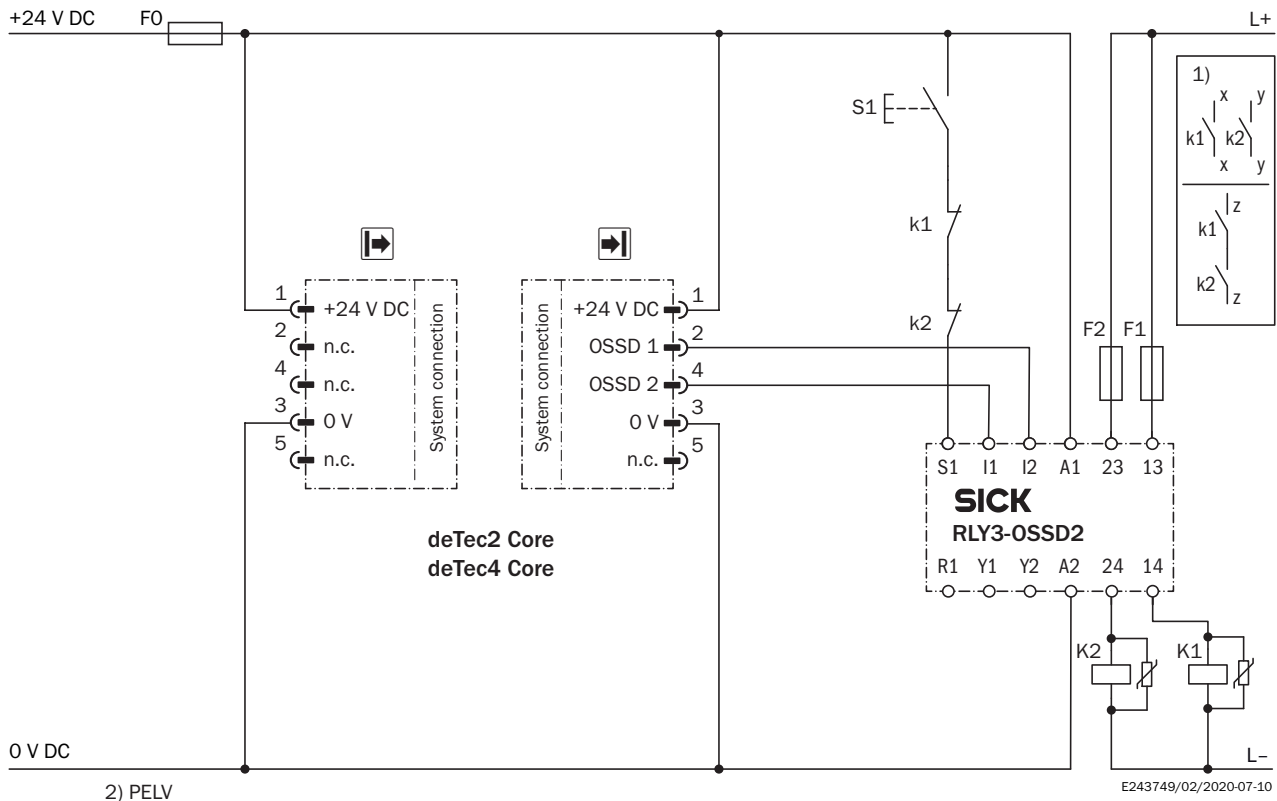 +24 V DC F0 L+
1)
x y
k1 k2
x y
z
k1
k2
z
S1
k1
k2
F2 F1
1 +24 V DC
2 n.c.
4 n.c.
3 0 V
5 n.c.
System connection
System connection
+24 V DC 1
OSSD 1 2
OSSD 2 4
0 V 3
n.c. 5
deTec2 Core
deTec4 Core
S1 I1 I2 A1 23 13
SICK
RLY3-OSSD2
R1 Y1 Y2 A2 24 14
K2 K1
0 V DC L–
2) PELV
E243749/02/2020-07-10